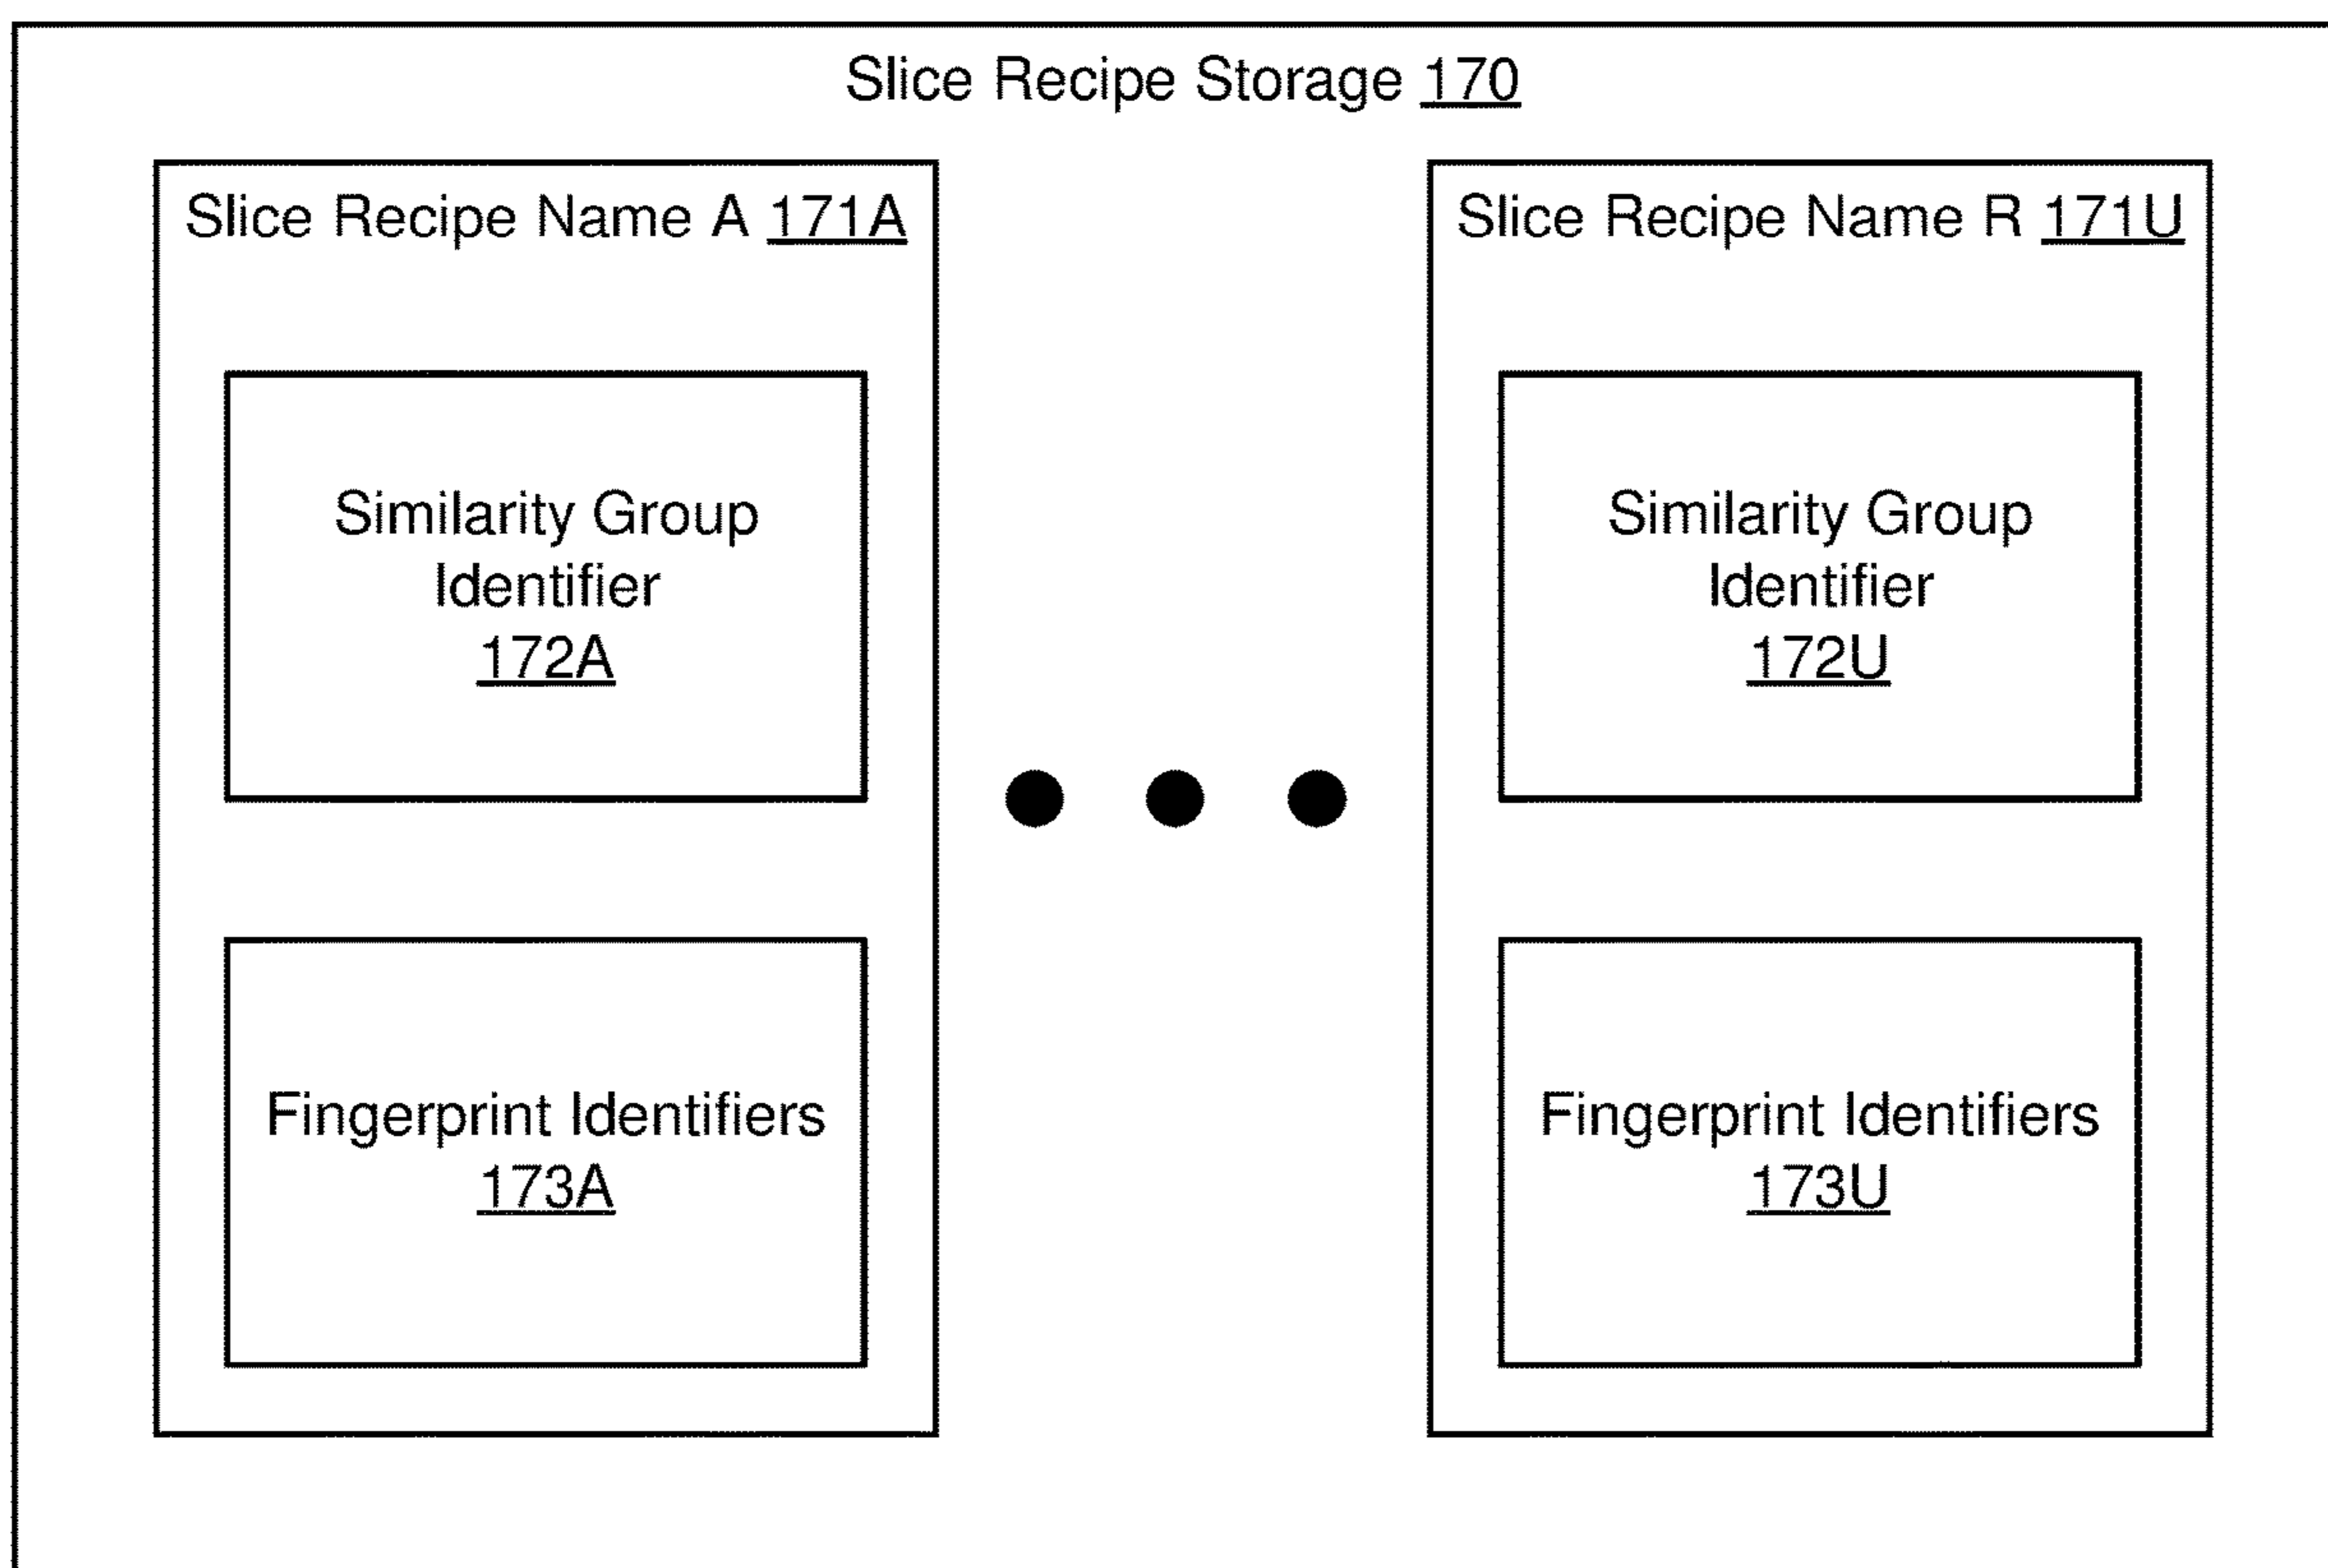 Slice Recipe Storage 170
Slice Recipe Name A 171A
Similarity Group
Identifier
172A
Fingerprint Identifiers
173A
Slice Recipe Name R 171U
Similarity Group
Identifier
172U
Fingerprint Identifiers
173U